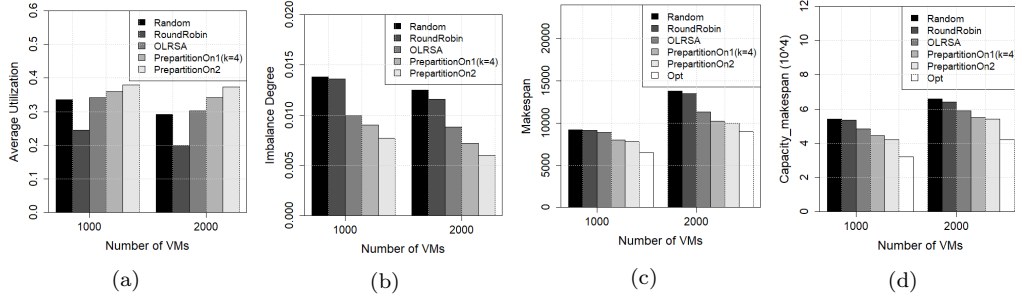 Average Utilization
0.6
0.5
0.4
0.3
0.2
0.1
0.0
Random
RoundRobin
OLRSA
PrepartitionOn1(k=4)
PrepartitionOn2
1000
2000
Number of VMs
(a)
Imbalance Degree
0.020
0.015
0.010
0.005
0.000
Random
RoundRobin
OLRSA
PrepartitionOn1(k=4)
PrepartitionOn2
1000
2000
Number of VMs
(b)
Makespan
20000
15000
10000
5000
0
Random
RoundRobin
OLRSA
PrepartitionOn1(k=4)
PrepartitionOn2
Opt
1000
2000
Number of VMs
(c)
Capacity_makespan (10^4)
12
10
8
6
4
2
0
Random
RoundRobin
OLRSA
PrepartitionOn1(k=4)
PrepartitionOn2
Opt
1000
2000
Number of VMs
(d)